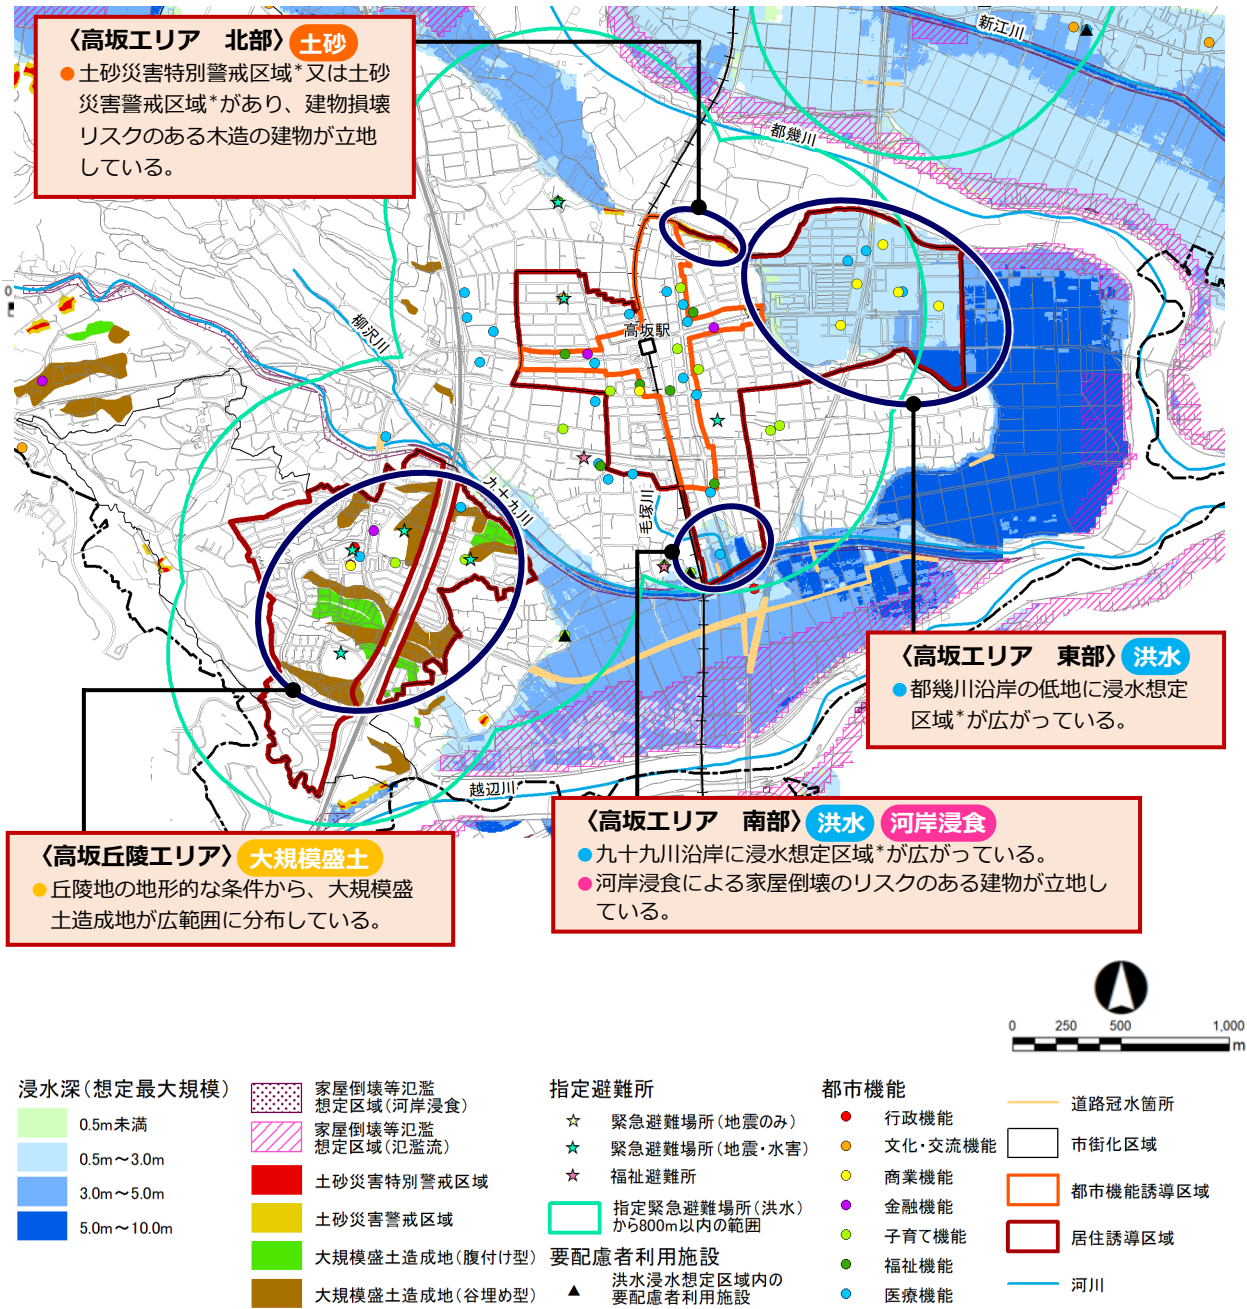 〈高坂エリア　北部〉 土砂
土砂災害特別警戒区域*又は土砂
災害警戒区域*があり、建物損壊
リスクのある木造の建物が立地
している。
新江川
都幾川
柳沢川
高坂駅
九十九川
毛塚川
越辺川
0
〈高坂エリア　東部〉 洪水
都幾川沿岸の低地に浸水想定
区域*が広がっている。
〈高坂エリア　南部〉 洪水 河岸浸食
九十九川沿岸に浸水想定区域*が広がっている。
河岸浸食による家屋倒壊のリスクのある建物が立地し
ている。
〈高坂丘陵エリア〉 大規模盛土
丘陵地の地形的な条件から、大規模盛
土造成地が広範囲に分布している。
0 250 500 1,000
m
浸水深(想定最大規模)
0.5m未満
0.5m～3.0m
3.0m～5.0m
5.0m～10.0m
家屋倒壊等氾濫
想定区域(河岸浸食)
家屋倒壊等氾濫
想定区域(氾濫流)
土砂災害特別警戒区域
土砂災害警戒区域
大規模盛土造成地(腹付け型)
大規模盛土造成地(谷埋め型)
指定避難所
緊急避難場所(地震のみ)
緊急避難場所(地震・水害)
福祉避難所
指定緊急避難場所(洪水)
から800m以内の範囲
要配慮者利用施設
洪水浸水想定区域内の
要配慮者利用施設
都市機能
行政機能
文化・交流機能
商業機能
金融機能
子育て機能
福祉機能
医療機能
道路冠水箇所
市街化区域
都市機能誘導区域
居住誘導区域
河川